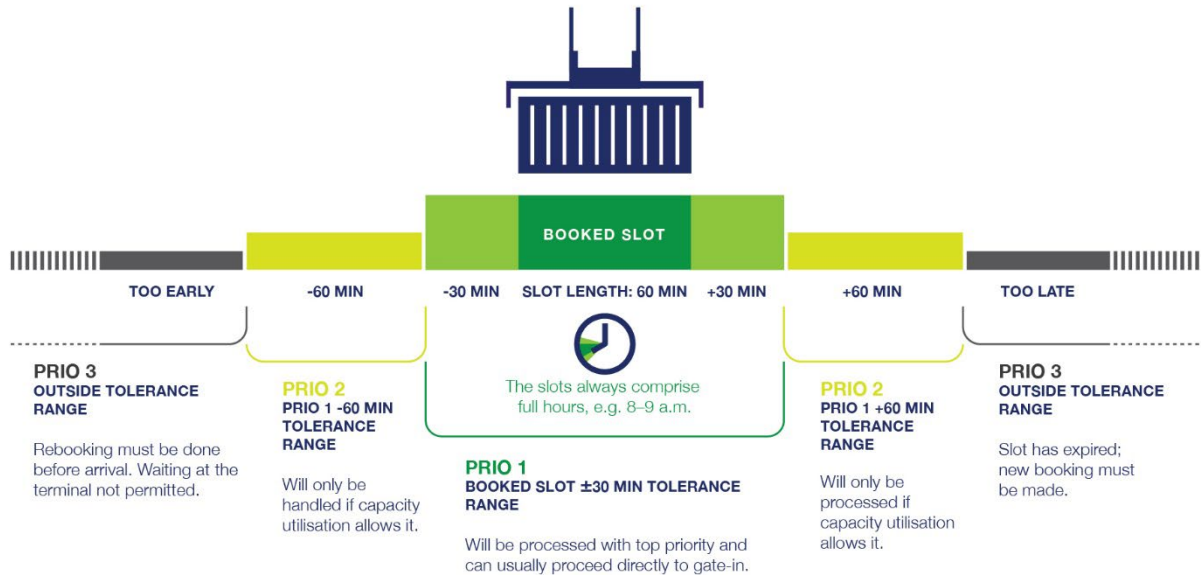 BOOKED SLOT
TOO EARLY
-60 MIN
-30 MIN
SLOT LENGTH: 60 MIN
+30 MIN
+60 MIN
TOO LATE
PRIO 3
OUTSIDE TOLERANCE
RANGE
Rebooking must be done
before arrival. Waiting at the
terminal not permitted.
PRIO 2
PRIO 1 -60 MIN
TOLERANCE
RANGE
Will only be
handled if capacity
utilisation allows it.
The slots always comprise
full hours, e.g. 8–9 a.m.
PRIO 1
BOOKED SLOT ±30 MIN TOLERANCE
RANGE
Will be processed with top priority and
can usually proceed directly to gate-in.
PRIO 2
PRIO 1 +60 MIN
TOLERANCE
RANGE
Will only be
processed if
capacity utilisation
allows it.
PRIO 3
OUTSIDE TOLERANCE
RANGE
Slot has expired;
new booking must
be made.